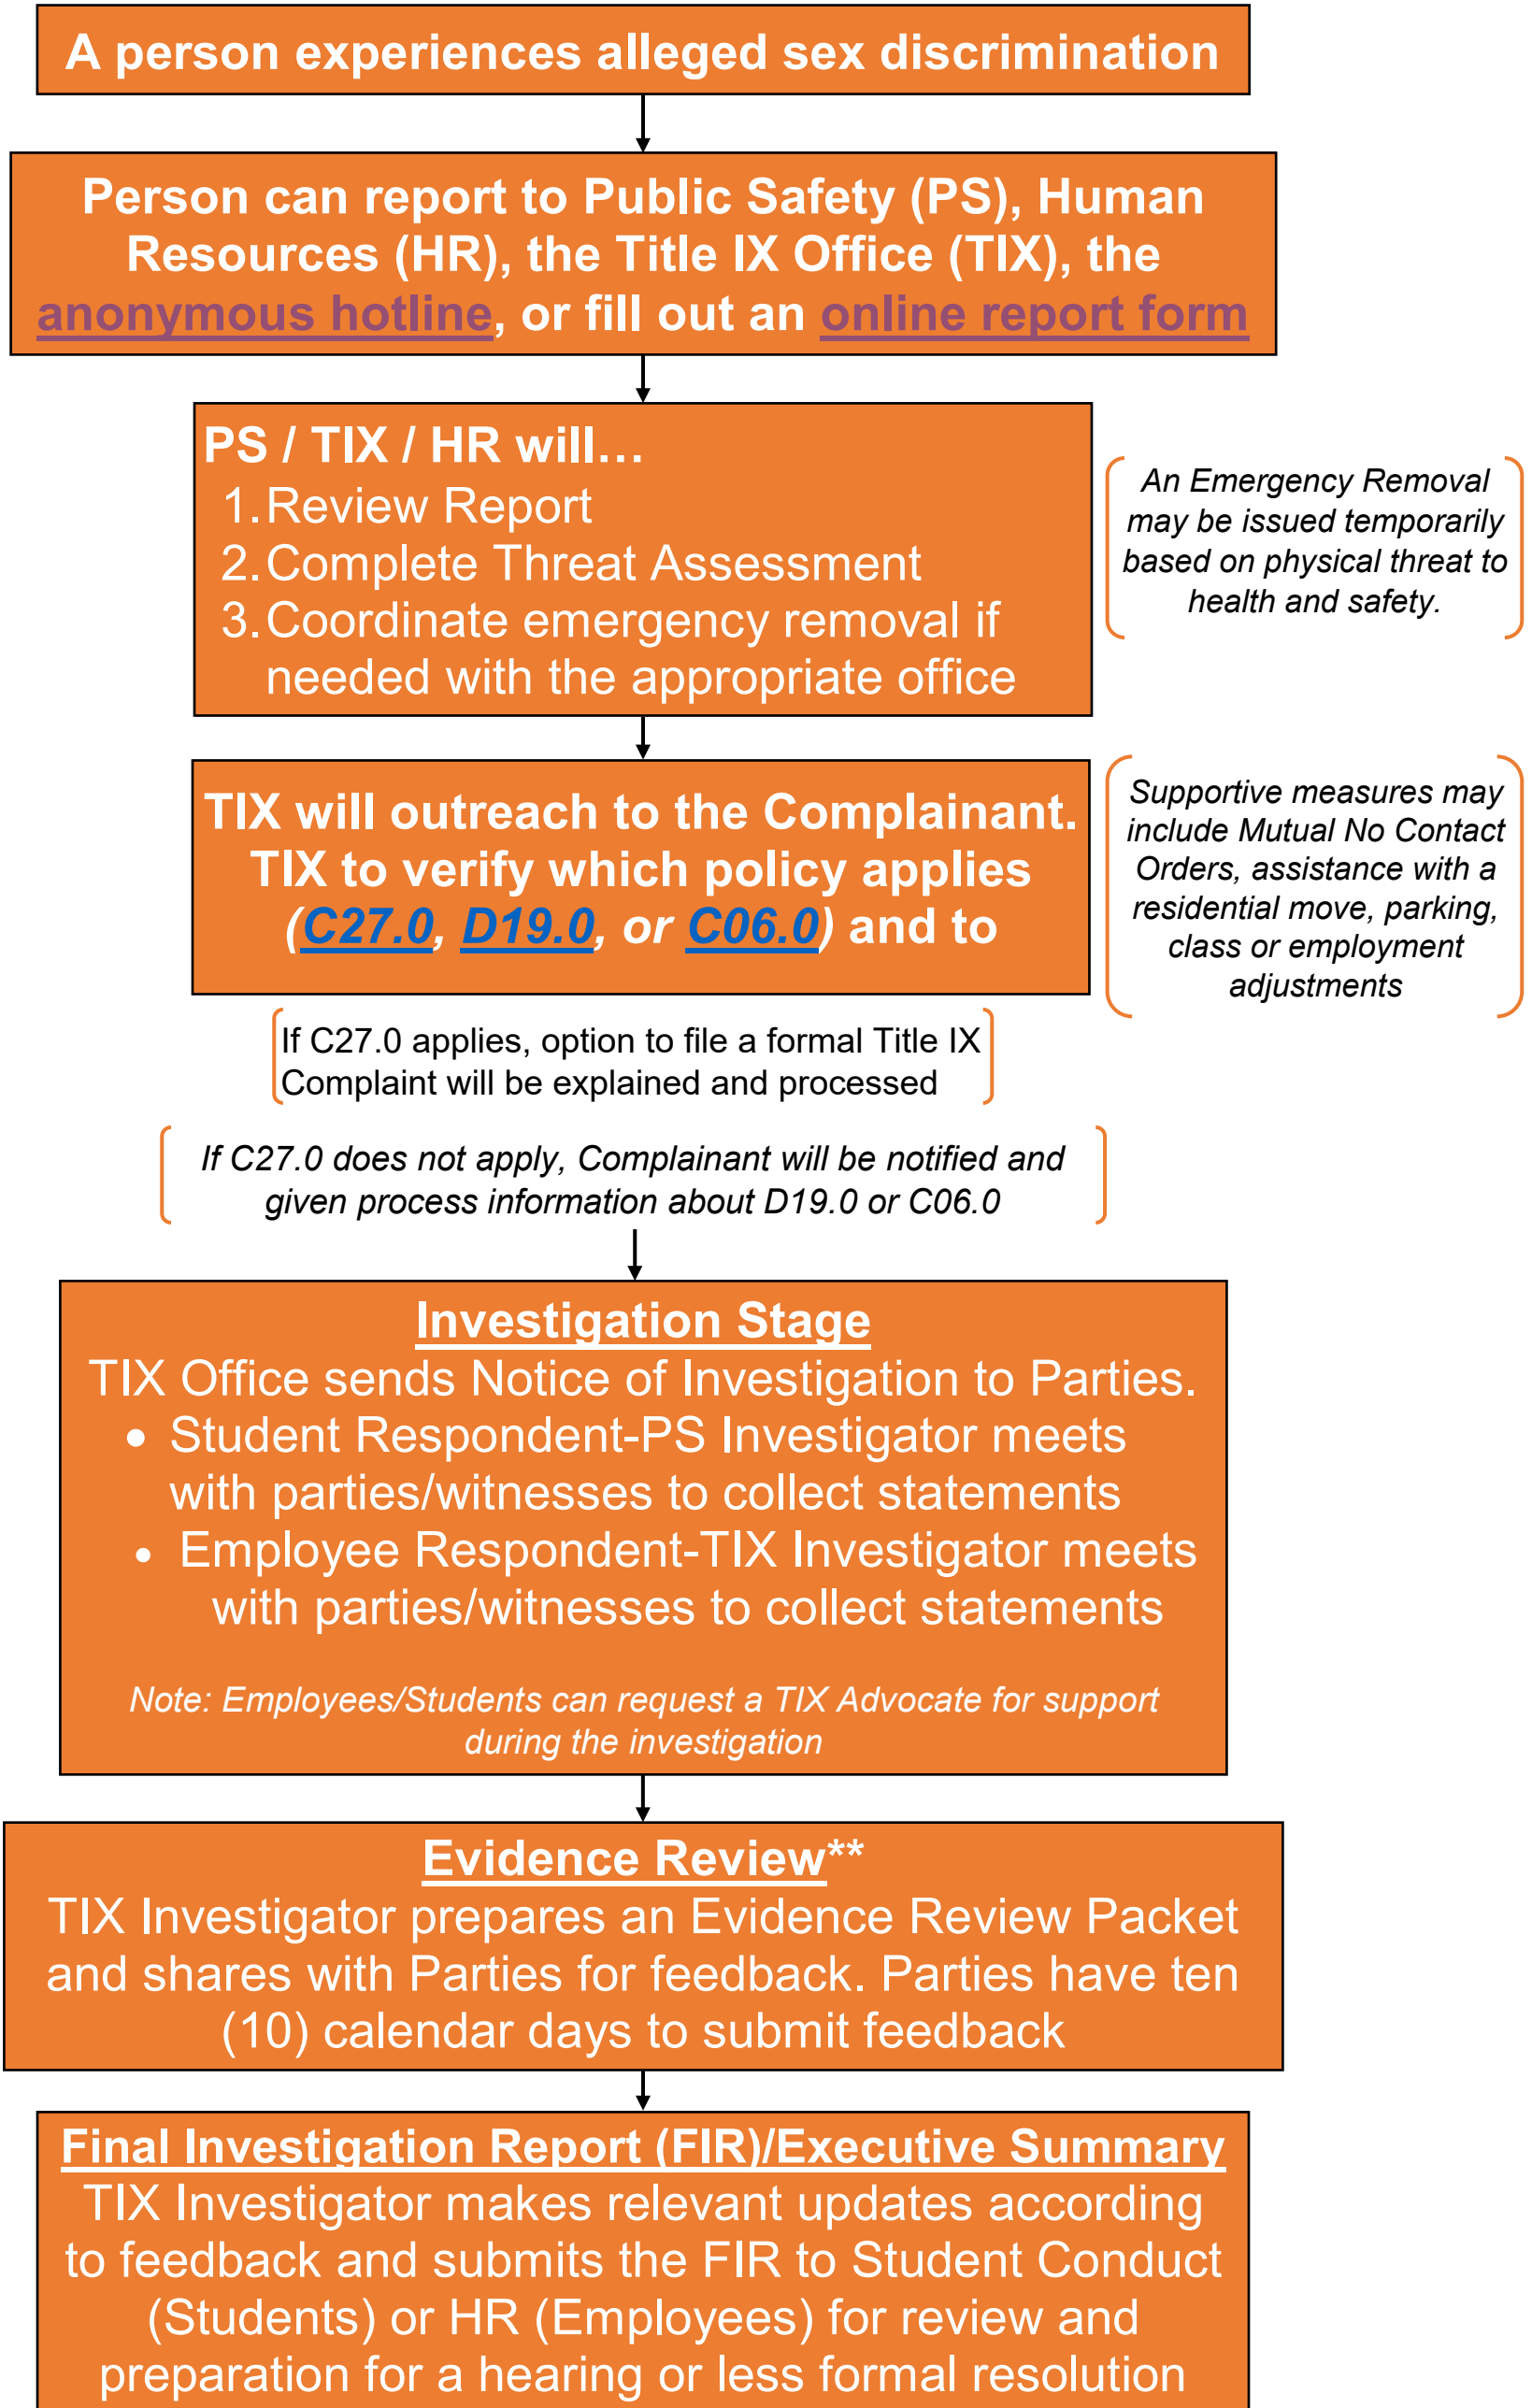 A person experiences alleged sex discrimination
Person can report to Public Safety (PS), Human
Resources (HR), the Title IX Office (TIX), the
anonymous hotline, or fill out an online report form
PS / TIX / HR will…
1. Review Report
2. Complete Threat Assessment
3. Coordinate emergency removal if
needed with the appropriate office
An Emergency Removal
may be issued temporarily
based on physical threat to
health and safety.
TIX will outreach to the Complainant.
TIX to verify which policy applies
(C27.0, D19.0, or C06.0) and to
Supportive measures may
include Mutual No Contact
Orders, assistance with a
residential move, parking,
class or employment
adjustments
If C27.0 applies, option to file a formal Title IX
Complaint will be explained and processed
If C27.0 does not apply, Complainant will be notified and
given process information about D19.0 or C06.0
Investigation Stage
TIX Office sends Notice of Investigation to Parties.
• Student Respondent-PS Investigator meets
with parties/witnesses to collect statements
• Employee Respondent-TIX Investigator meets
with parties/witnesses to collect statements
Note: Employees/Students can request a TIX Advocate for support
during the investigation
Evidence Review**
TIX Investigator prepares an Evidence Review Packet
and shares with Parties for feedback. Parties have ten
(10) calendar days to submit feedback
Final Investigation Report (FIR)/Executive Summary
TIX Investigator makes relevant updates according
to feedback and submits the FIR to Student Conduct
(Students) or HR (Employees) for review and
preparation for a hearing or less formal resolution